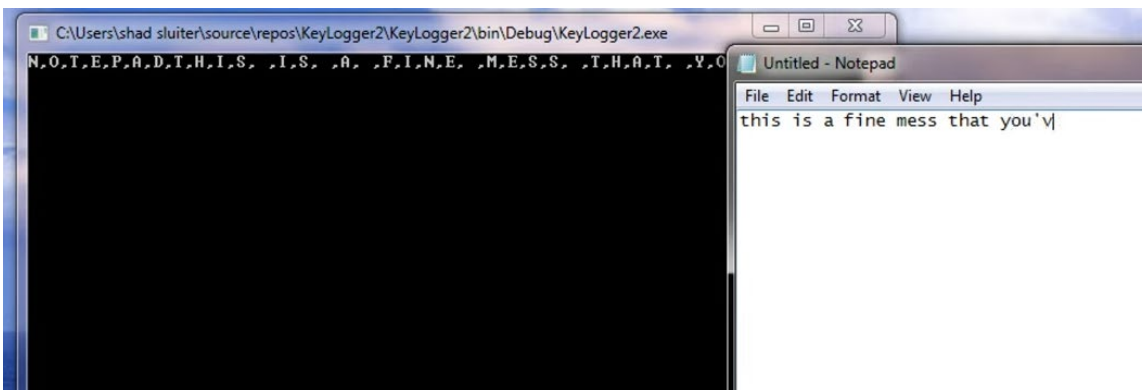 C:\Users\shad sluiter\source\repos\KeyLogger2\KeyLogger2\bin\Debug\KeyLogger2.exe
N,O,T,E,P,A,D,T,H,I,S, ,I,S, ,A, ,F,I,N,E, ,M,E,S,S, ,T,H,A,T, ,Y,O
Untitled - Notepad
File Edit Format View Help
this is a fine mess that you'v